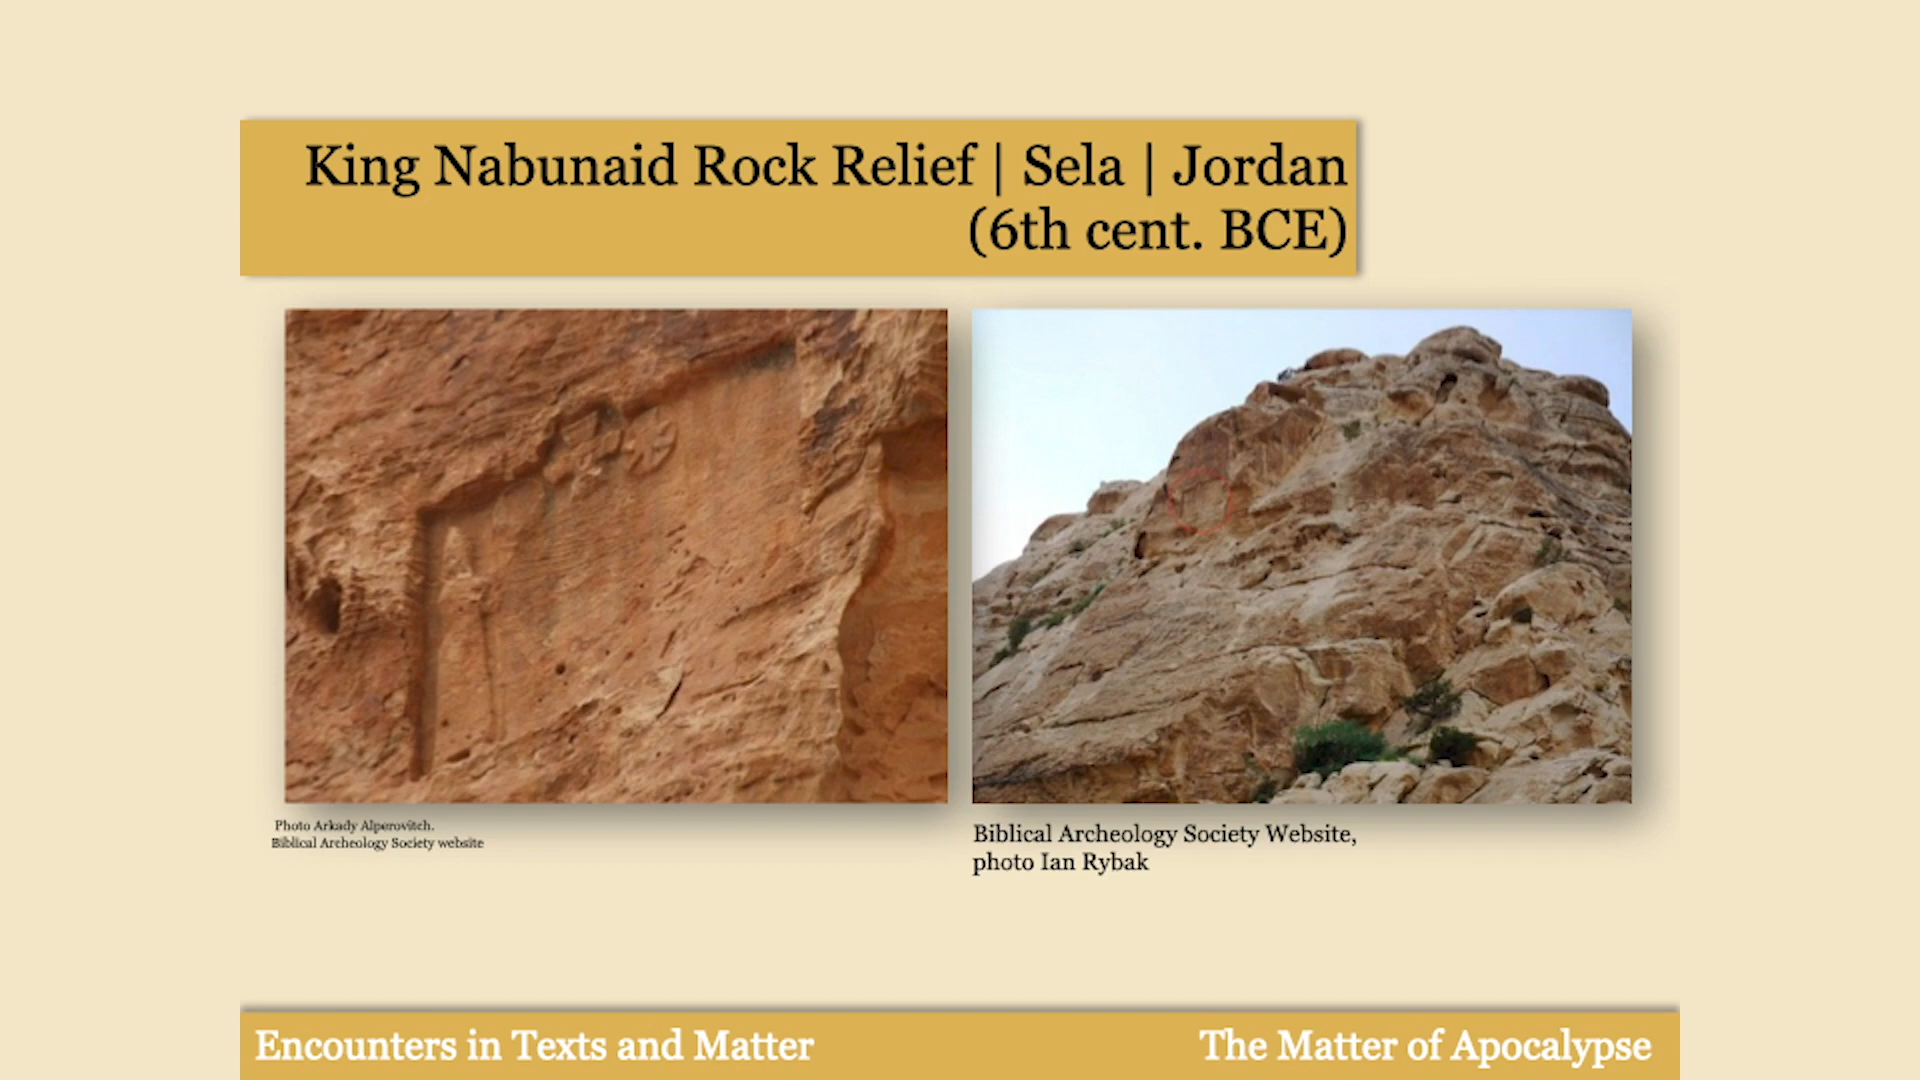 King Nabunaid Rock Relief | Sela | Jordan
(6th cent. BCE)
Photo Arkady Alperovitch.
Biblical Archeology Society website
Biblical Archeology Society Website,
photo Ian Rybak
Encounters in Texts and Matter
The Matter of Apocalypse